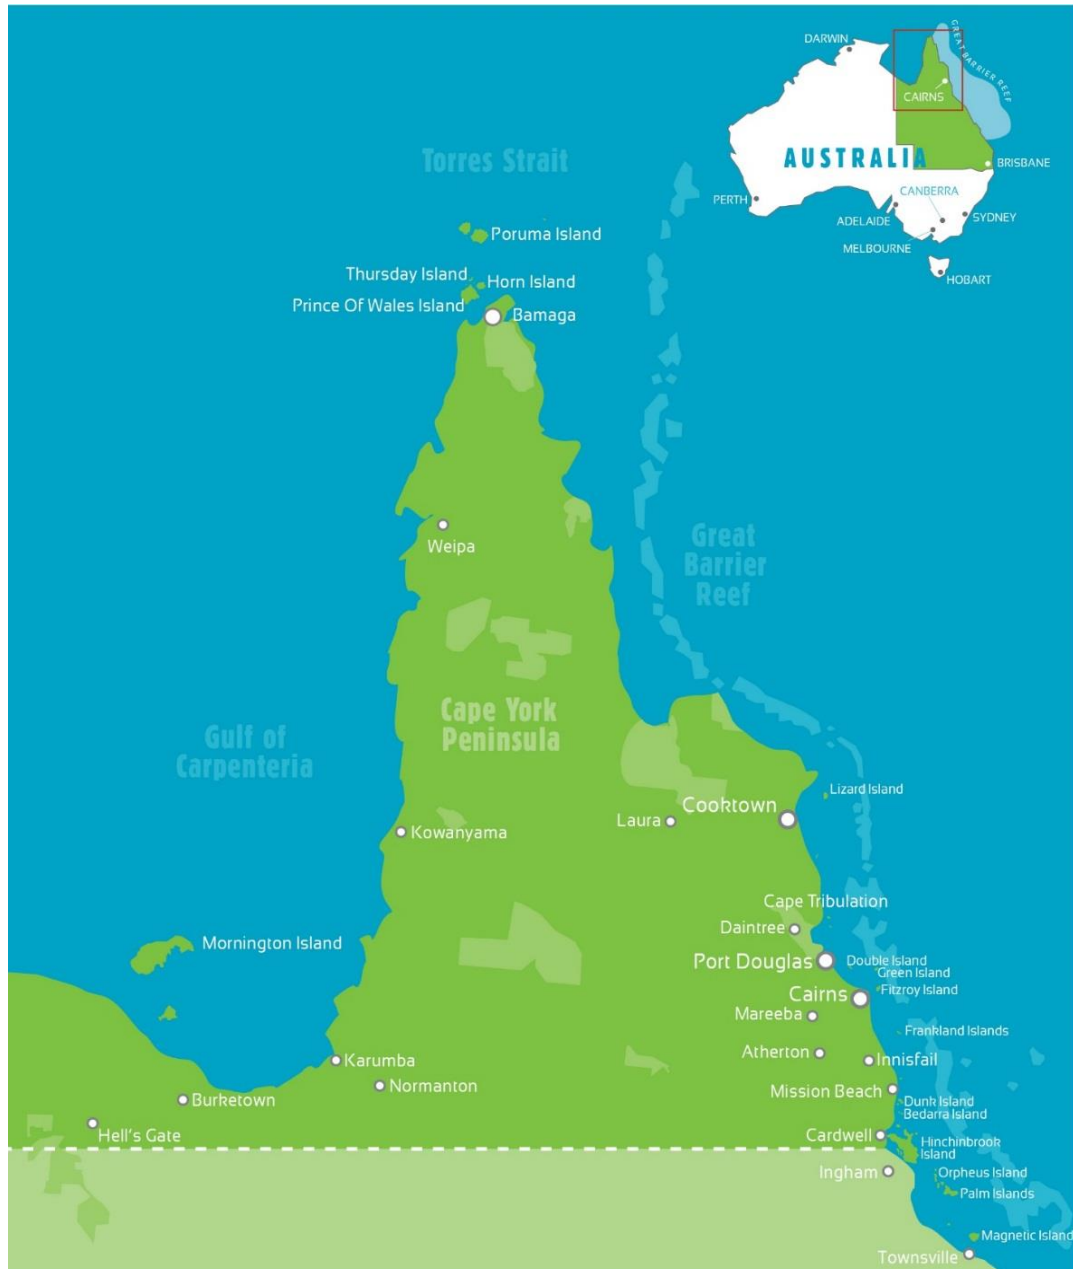 DARWIN
GREAT BARRIER REEF
CAIRNS
AUSTRALIA
BRISBANE
CANBERRA
PERTH
ADELAIDE
SYDNEY
MELBOURNE
HOBART
Torres Strait
Poruma Island
Thursday Island
Horn Island
Prince Of Wales Island
Bamaga
Weipa
Great
Barrier
Reef
Cape York
Peninsula
Gulf of
Carpenteria
Lizard Island
Cooktown
Laura
Kowanyama
Cape Tribulation
Daintree
Mornington Island
Port Douglas
Double Island
Green Island
Cairns
Fitzroy Island
Mareeba
Frankland Islands
Atherton
Innisfail
Karumba
Normanton
Mission Beach
Burketown
Dunk Island
Bedarra Island
Hell's Gate
Cardwell
Hinchinbrook
Island
Ingham
Orpheus Island
Palm Islands
Magnetic Island
Townsville